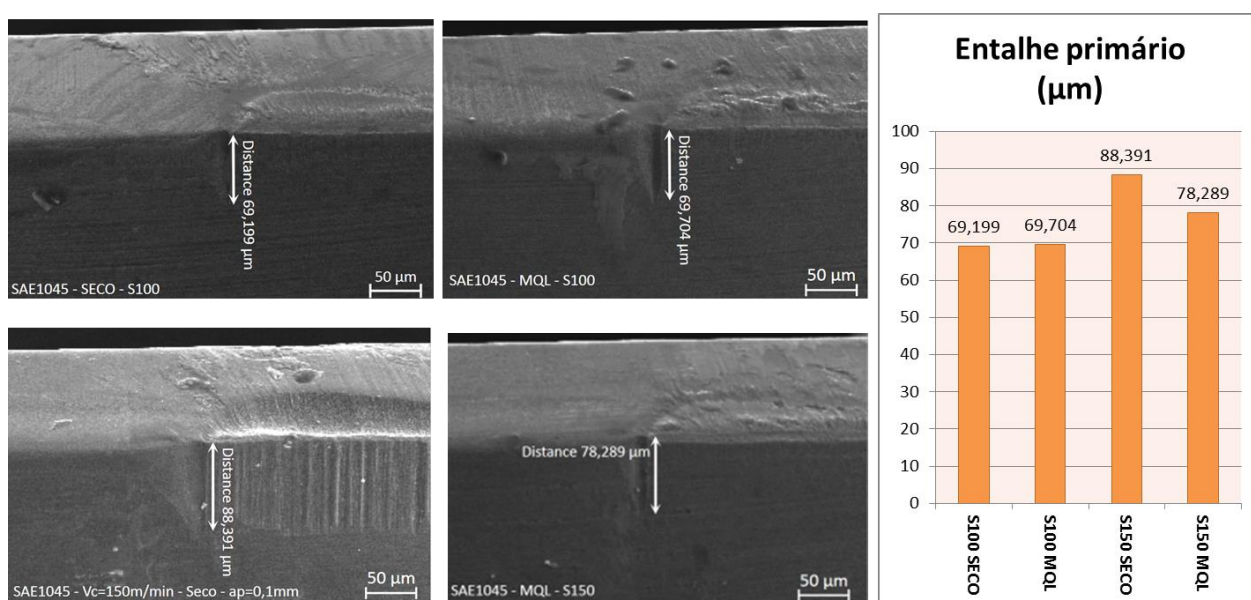 Distance 69,199 µm
SAE1045 - SECO - S100
50 µm
Distance 69,704 µm
SAE1045 - MQL - S100
50 µm
Distance 88,391 µm
SAE1045 - Vc=150m/min - Seco - ap=0,1mm
50 µm
Distance 78,289 µm
SAE1045 - MQL - S150
50 µm
Entalhe primário
(µm)
100
90
80
70
60
50
40
30
20
10
0
69,199
69,704
88,391
78,289
S100 SECO
S100 MQL
S150 SECO
S150 MQL